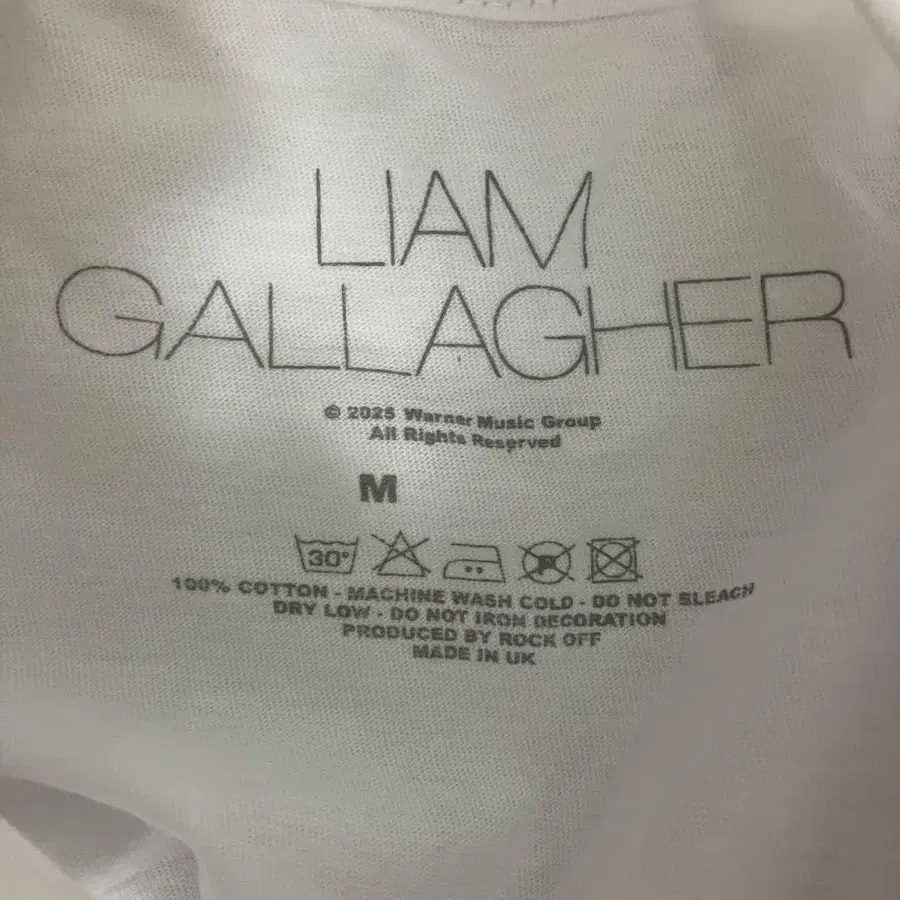 LIAM
GALLAGHER
© 2025 Warner Music Group
All Rights Reserved
M
30°
P
100% COTTON - MACHINE WASH COLD - DO NOT BLEACH
DRY LOW - DO NOT IRON DECORATION
PRODUCED BY ROCK OFF
MADE IN UK